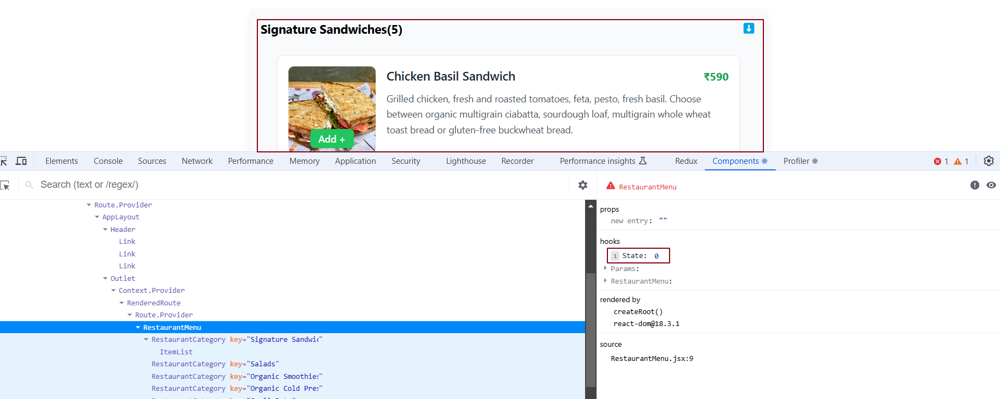 Signature Sandwiches(5)
Chicken Basil Sandwich
₹590
Grilled chicken, fresh and roasted tomatoes, feta, pesto, fresh basil. Choose
between organic multigrain ciabatta, sourdough loaf, multigrain whole wheat
toast bread or gluten-free buckwheat bread.
Add +
Elements Console Sources Network Performance Memory Application Security Lighthouse Recorder Performance insights Redux Components Profiler 1 1
Search (text or /regex/)
Route.Provider
AppLayout
Header
Link
Link
Link
Outlet
Context.Provider
RenderedRoute
Route.Provider
RestaurantMenu
RestaurantCategory key="Signature Sandwic"
ItemList
RestaurantCategory key="Salads"
RestaurantCategory key="Organic Smoothies"
RestaurantCategory key="Organic Cold Pres"
RestaurantMenu
props
new entry: ""
hooks
1 State: 0
Params:
RestaurantMenu:
rendered by
createRoot()
react-dom@18.3.1
source
RestaurantMenu.jsx:9